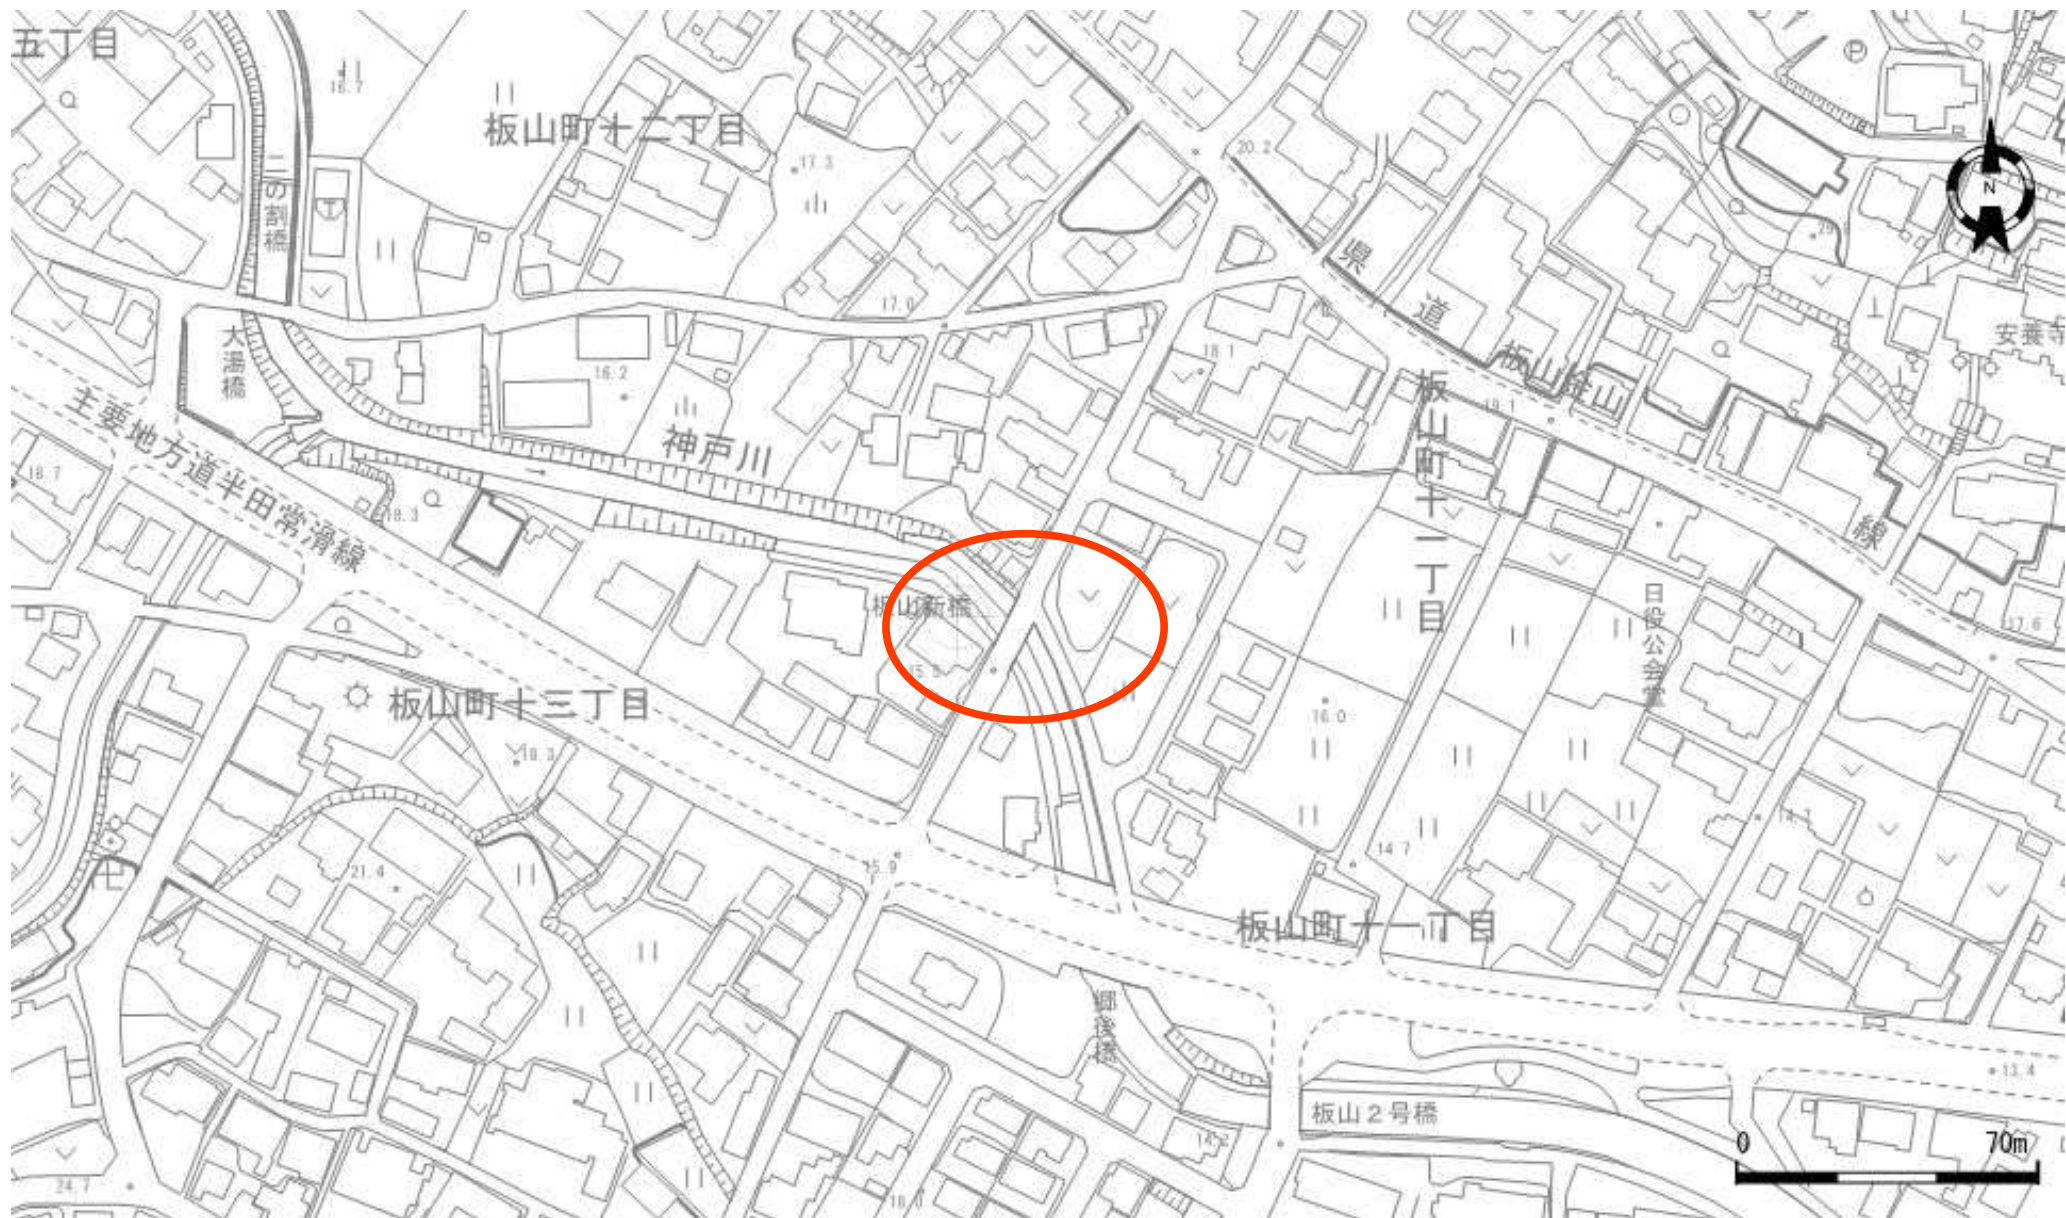 五丁目
16.7
板山町十二丁目
17.3
20.2
P
N
二の割橋
県道板山金山線
17.0
18.1
大湯橋
16.2
安養寺
19.1
主要地方道半田常滑線
神戸川
板山町十一丁目
18.7
18.3
板山新橋
15.5
日役公会堂
17.6
板山町十三丁目
16.0
18.3
14.7
21.4
15.9
板山町十一丁目
郷後橋
13.4
板山2号橋
14.2
0
70m
24.7